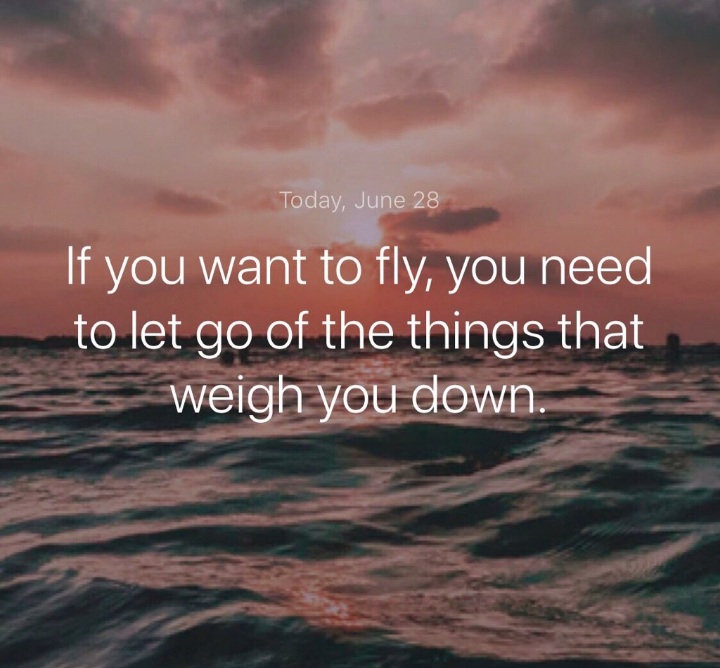 Today, June 28
If you want to fly, you need
to let go of the things that
weigh you down.